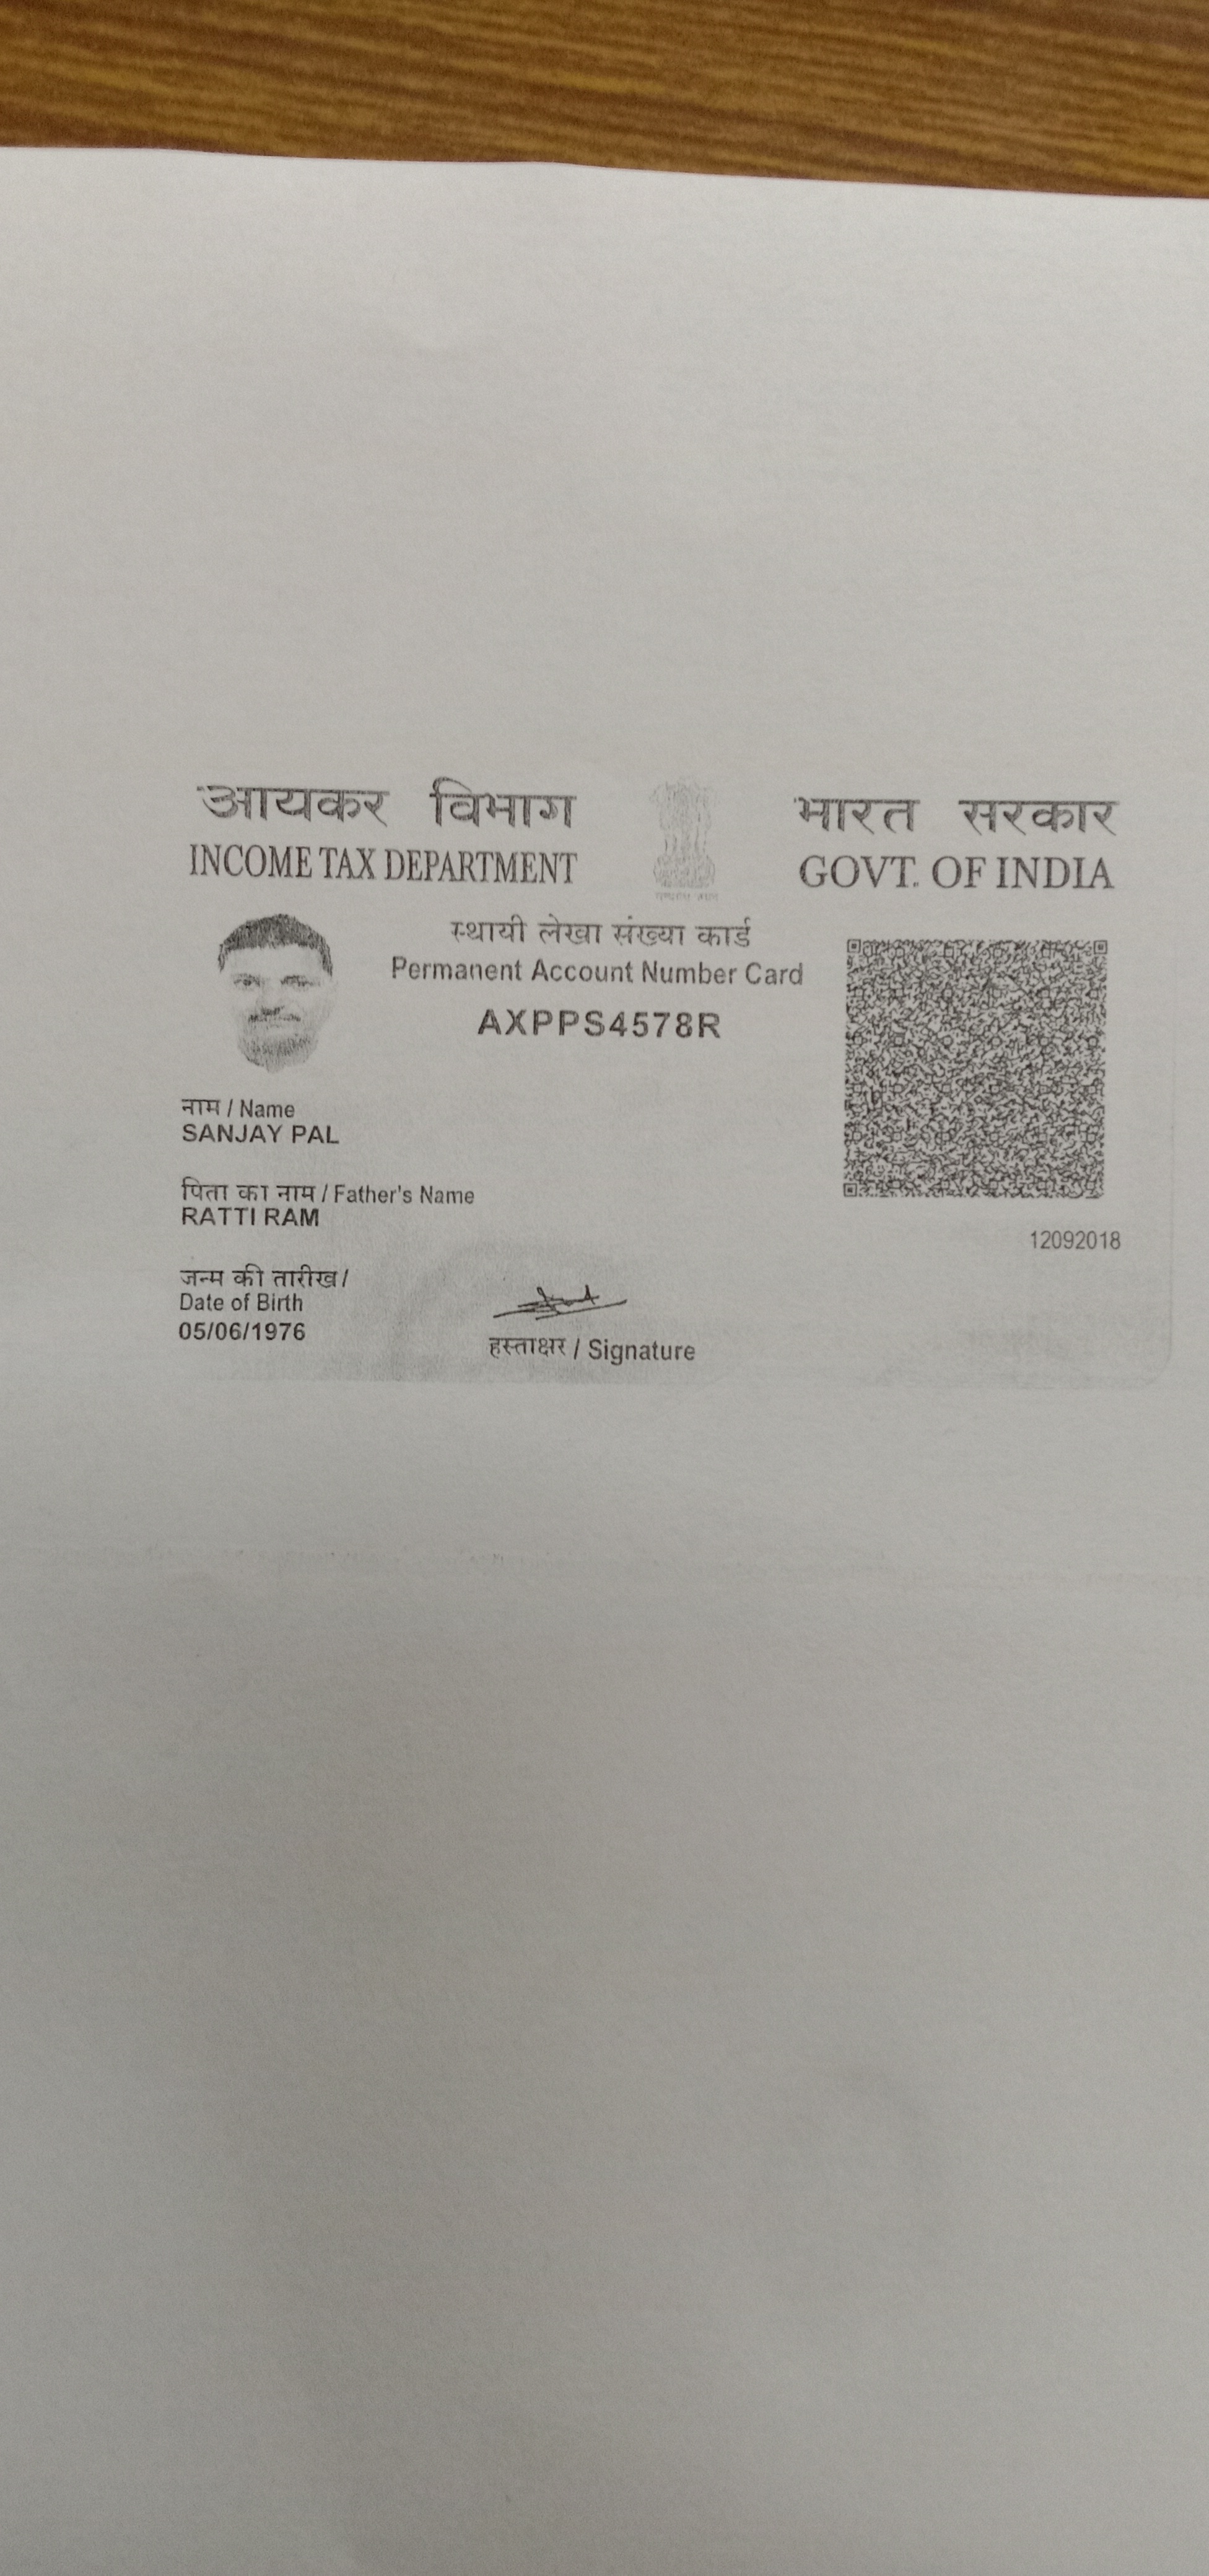 आयकर विभाग
INCOME TAX DEPARTMENT
भारत सरकार
GOVT. OF INDIA
स्थायी लेखा संख्या कार्ड
Permanent Account Number Card
AXPPS4578R
नाम / Name
SANJAY PAL
पिता का नाम / Father's Name
RATTI RAM
12092018
जन्म की तारीख /
Date of Birth
05/06/1976
हस्ताक्षर / Signature